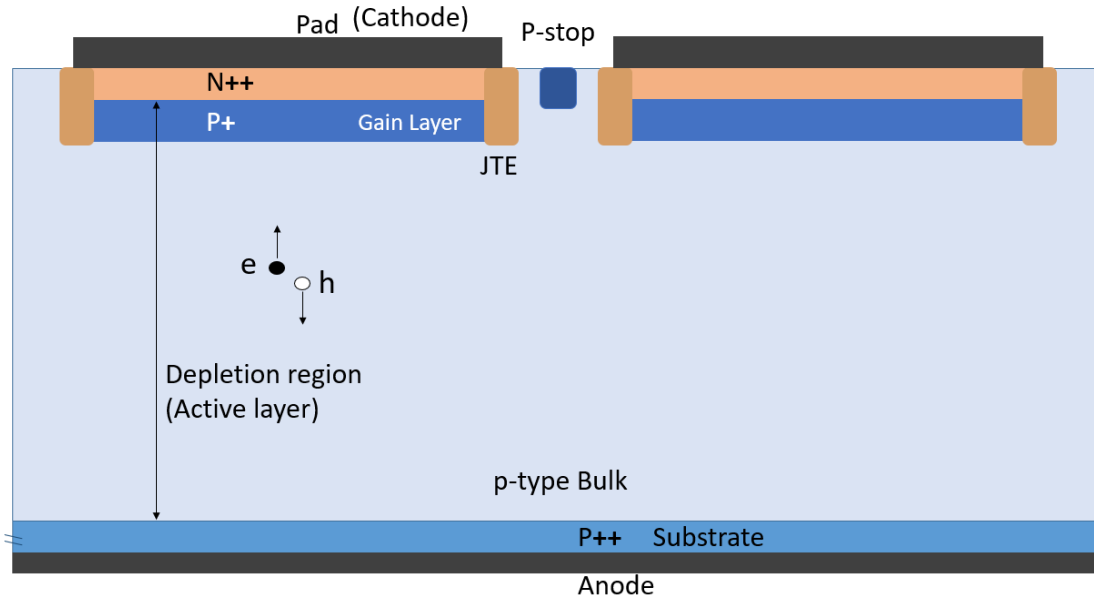 Pad (Cathode)
P-stop
N++
P+ Gain Layer
JTE
e
h
Depletion region
(Active layer)
p-type Bulk
P++ Substrate
Anode